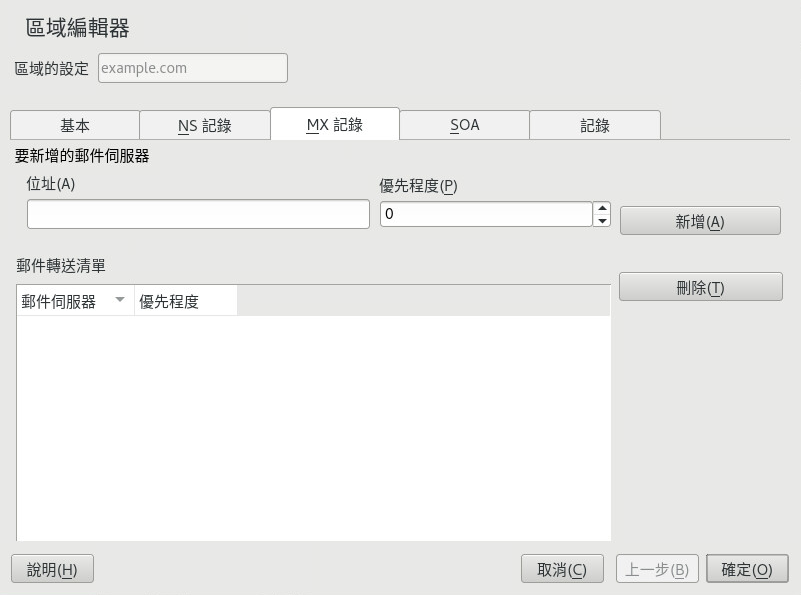 區域編輯器
區域的設定 example.com
基本 NS 記錄 MX 記錄 SOA 記錄
要新增的郵件伺服器
位址(A) 優先程度(P)
0 新增(A)
郵件轉送清單
刪除(T)
郵件伺服器 優先程度
說明(H) 取消(C) 上一步(B) 確定(O)